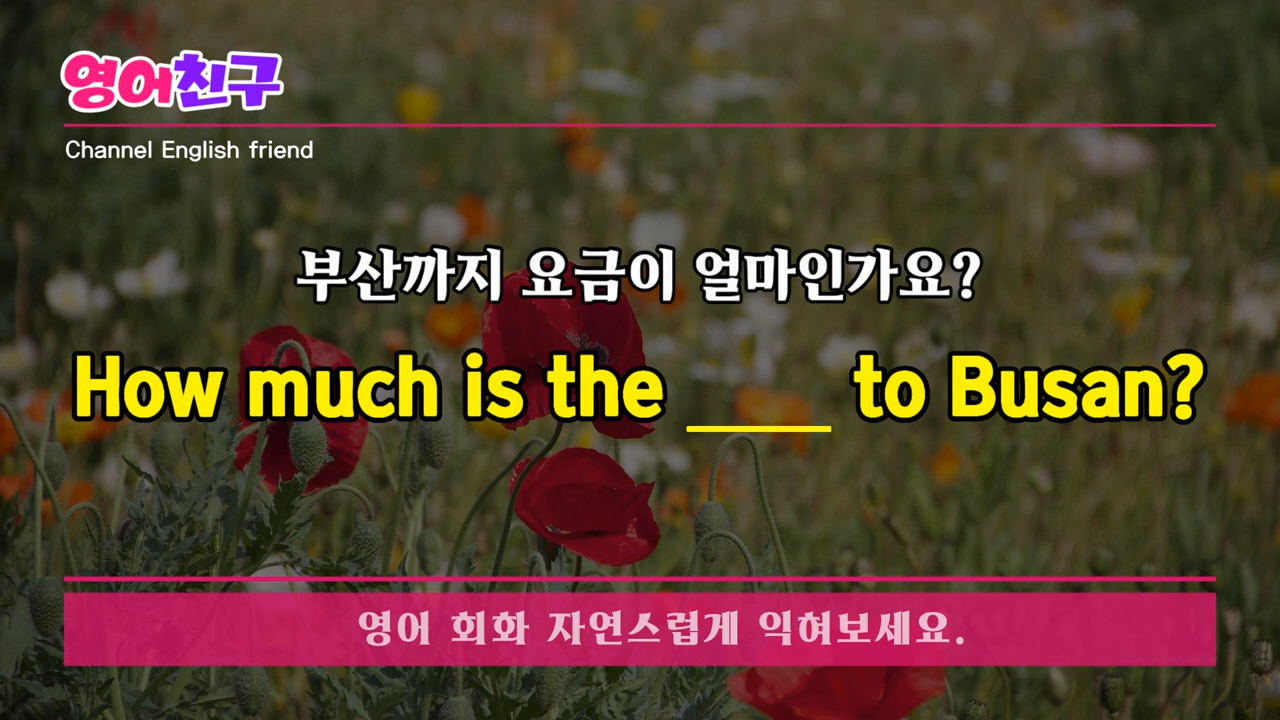 영어친구
Channel English friend
부산까지 요금이 얼마인가요?
How much is the ____ to Busan?
영어 회화 자연스럽게 익혀보세요.